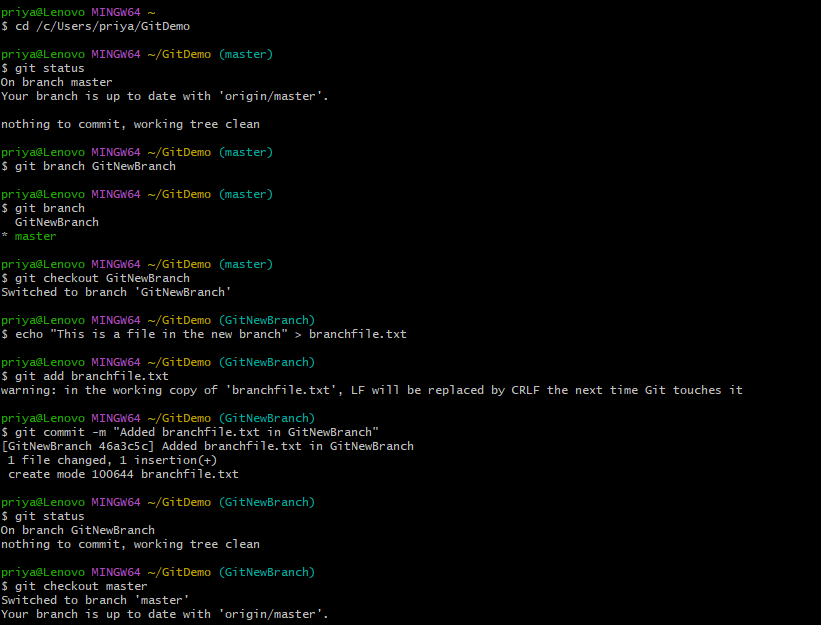 priya@Lenovo MINGW64 ~
$ cd /c/Users/priya/GitDemo
priya@Lenovo MINGW64 ~/GitDemo (master)
$ git status
On branch master
Your branch is up to date with 'origin/master'.
nothing to commit, working tree clean
priya@Lenovo MINGW64 ~/GitDemo (master)
$ git branch GitNewBranch
priya@Lenovo MINGW64 ~/GitDemo (master)
$ git branch
  GitNewBranch
* master
priya@Lenovo MINGW64 ~/GitDemo (master)
$ git checkout GitNewBranch
Switched to branch 'GitNewBranch'
priya@Lenovo MINGW64 ~/GitDemo (GitNewBranch)
$ echo "This is a file in the new branch" > branchfile.txt
priya@Lenovo MINGW64 ~/GitDemo (GitNewBranch)
$ git add branchfile.txt
warning: in the working copy of 'branchfile.txt', LF will be replaced by CRLF the next time Git touches it
priya@Lenovo MINGW64 ~/GitDemo (GitNewBranch)
$ git commit -m "Added branchfile.txt in GitNewBranch"
[GitNewBranch 46a3c5c] Added branchfile.txt in GitNewBranch
 1 file changed, 1 insertion(+)
 create mode 100644 branchfile.txt
priya@Lenovo MINGW64 ~/GitDemo (GitNewBranch)
$ git status
On branch GitNewBranch
nothing to commit, working tree clean
priya@Lenovo MINGW64 ~/GitDemo (GitNewBranch)
$ git checkout master
Switched to branch 'master'
Your branch is up to date with 'origin/master'.